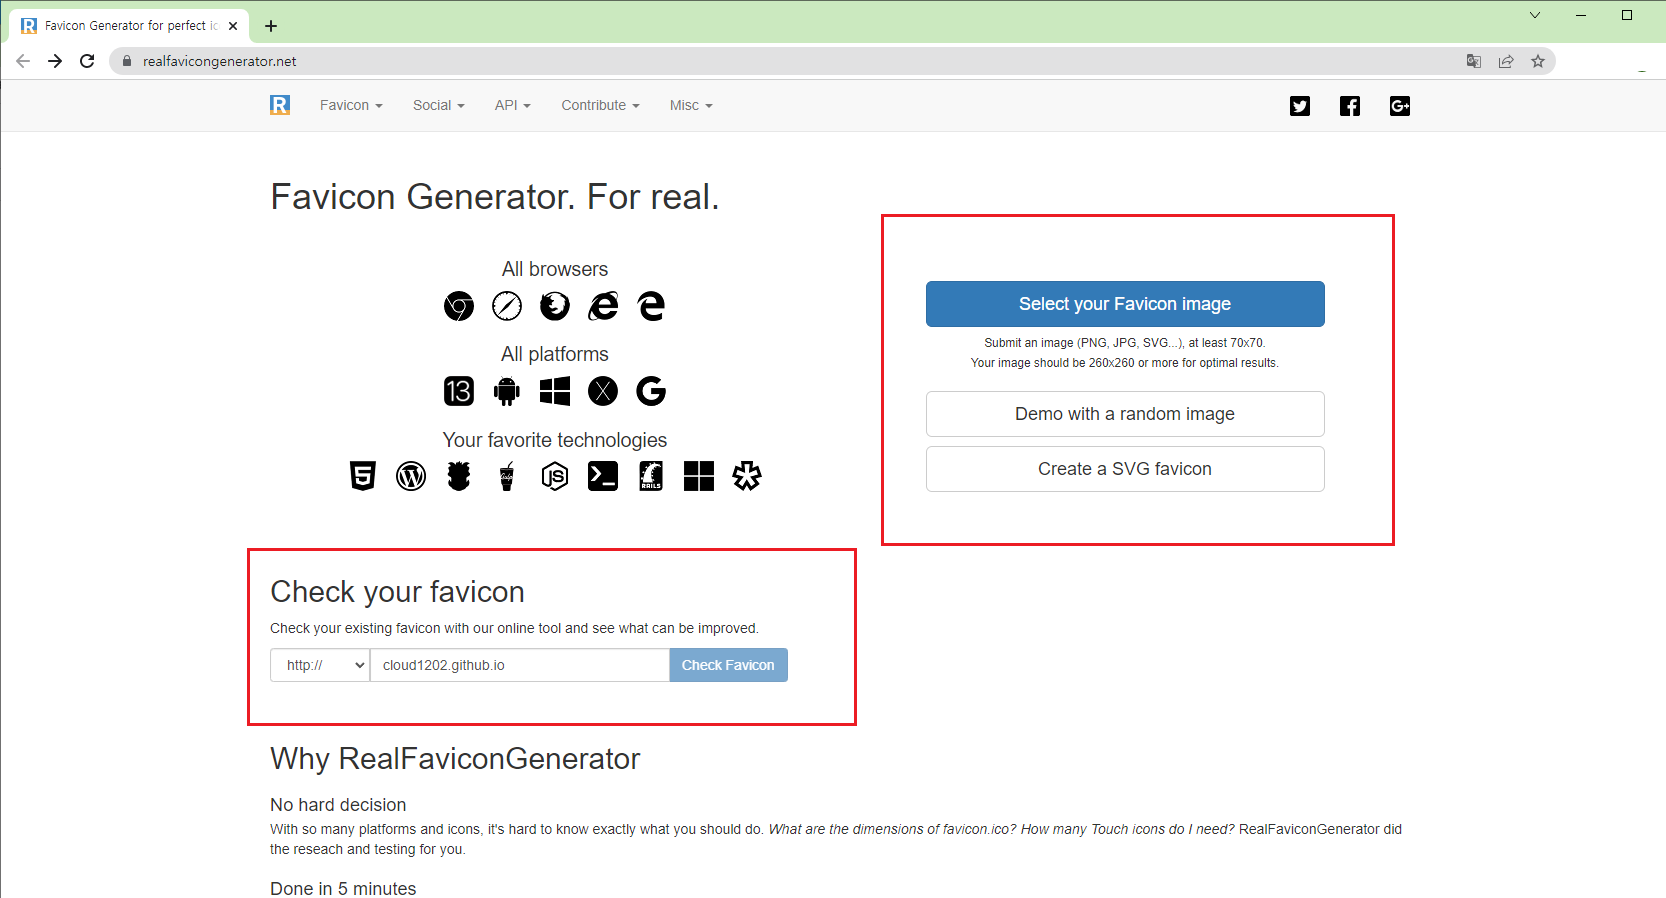 Favicon Generator for perfect ic
realfavicongenerator.net
Favicon Social API Contribute Misc
Favicon Generator. For real.
All browsers
All platforms
13
Your favorite technologies
Select your Favicon image
Submit an image (PNG, JPG, SVG...), at least 70x70.
Your image should be 260x260 or more for optimal results.
Demo with a random image
Create a SVG favicon
Check your favicon
Check your existing favicon with our online tool and see what can be improved.
http:// cloud1202.github.io Check Favicon
Why RealFaviconGenerator
No hard decision
With so many platforms and icons, it's hard to know exactly what you should do. What are the dimensions of favicon.ico? How many Touch icons do I need? RealFaviconGenerator did
the reseach and testing for you.
Done in 5 minutes